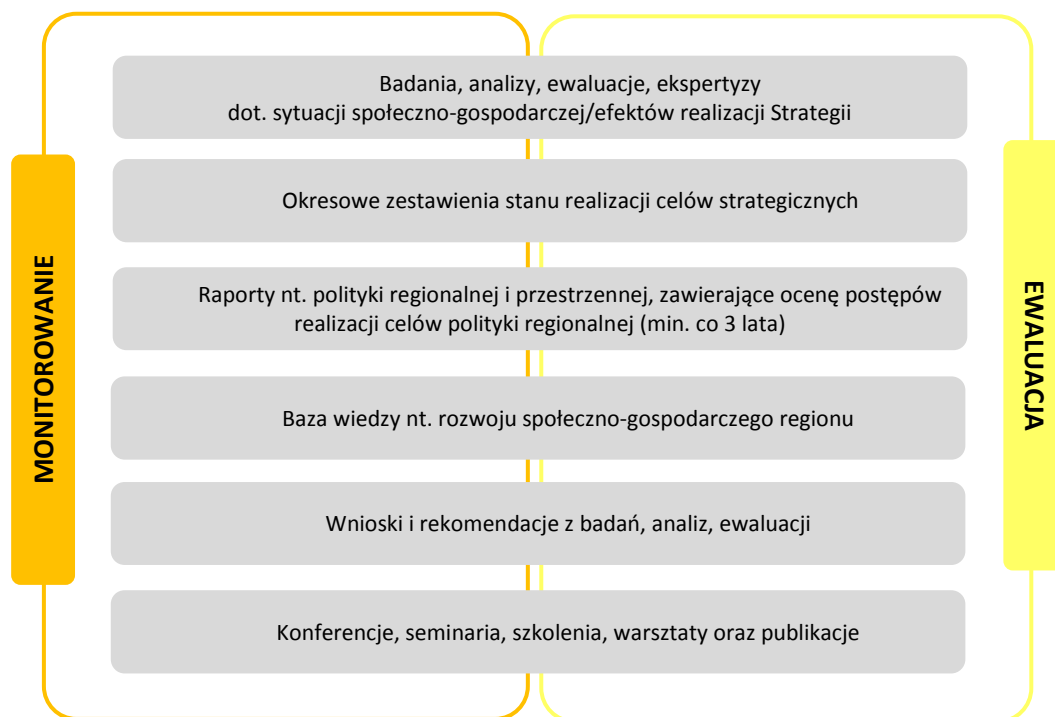 Badania, analizy, ewaluacje, ekspertyzy
dot. sytuacji społeczno-gospodarczej/efektów realizacji Strategii
Okresowe zestawienia stanu realizacji celów strategicznych
Raporty nt. polityki regionalnej i przestrzennej, zawierające ocenę postępów
realizacji celów polityki regionalnej (min. co 3 lata)
Baza wiedzy nt. rozwoju społeczno-gospodarczego regionu
Wnioski i rekomendacje z badań, analiz, ewaluacji
Konferencje, seminaria, szkolenia, warsztaty oraz publikacje
MONITOROWANIE
EWALUACJA